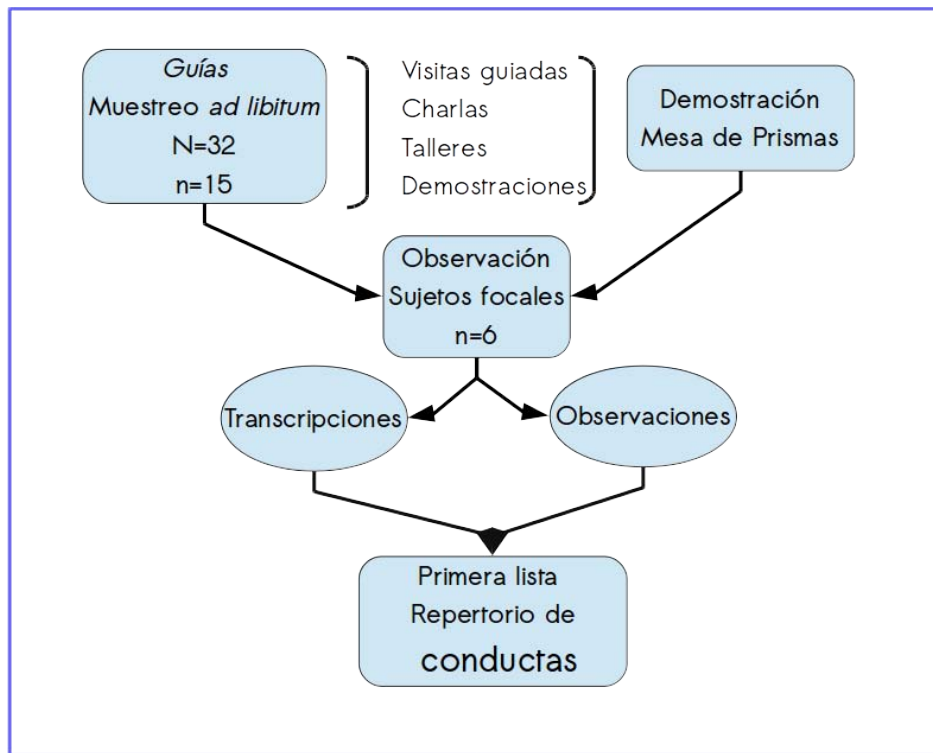 Guías
Muestreo ad libitum
N=32
n=15
Visitas guiadas
Charlas
Talleres
Demostraciones
Demostración
Mesa de Prismas
Observación
Sujetos focales
n=6
Transcripciones
Observaciones
Primera lista
Repertorio de
conductas